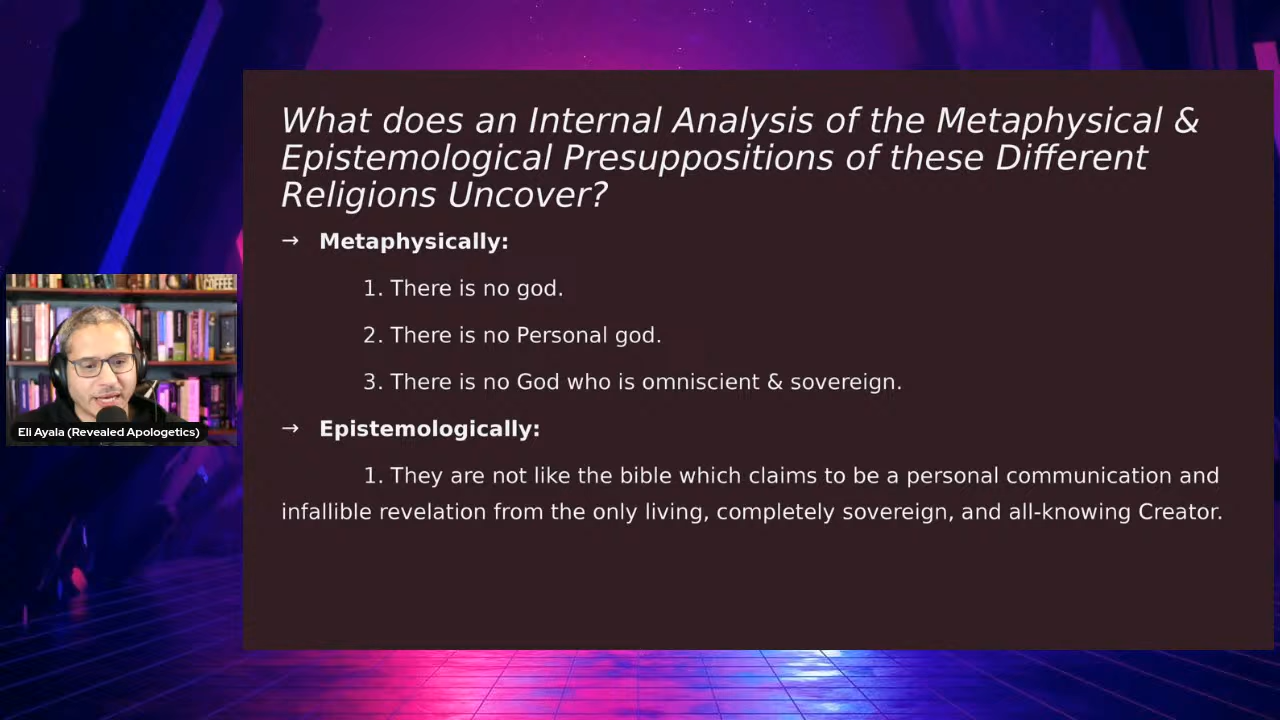 What does an Internal Analysis of the Metaphysical &
Epistemological Presuppositions of these Different
Religions Uncover?
→ Metaphysically:
1. There is no god.
2. There is no Personal god.
3. There is no God who is omniscient & sovereign.
→ Epistemologically:
1. They are not like the bible which claims to be a personal communication and
infallible revelation from the only living, completely sovereign, and all-knowing Creator.
COFFEE
Eli Ayala (Revealed Apologetics)